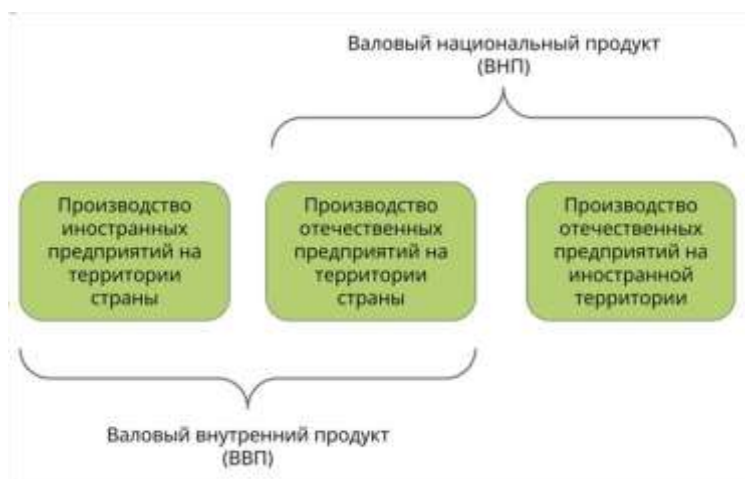 Валовый национальный продукт
(ВНП)
Производство
иностранных
предприятий на
территории
страны
Производство
отечественных
предприятий на
территории
страны
Производство
отечественных
предприятий на
иностранной
территории
Валовый внутренний продукт
(ВВП)